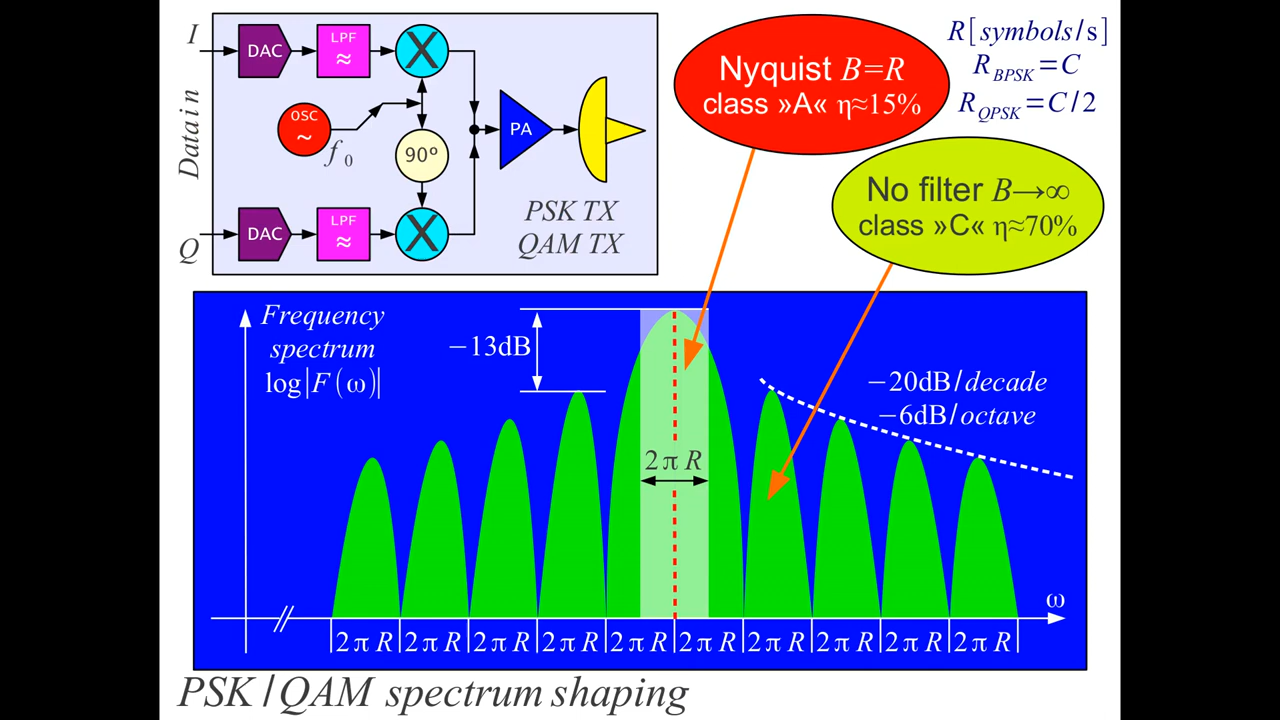 I
DAC
LPF
≈
X
Data in
OSC
~
f₀
90º
PA
Q
DAC
LPF
≈
X
PSK TX
QAM TX
Nyquist B=R
class »A« η≈15%
R[symbols/s]
R_BPSK=C
R_QPSK=C/2
No filter B→∞
class »C« η≈70%
Frequency
spectrum
log|F(ω)|
−13dB
−20dB/decade
−6dB/octave
2πR
ω
2πR 2πR 2πR 2πR 2πR 2πR 2πR 2πR 2πR 2πR
PSK/QAM spectrum shaping